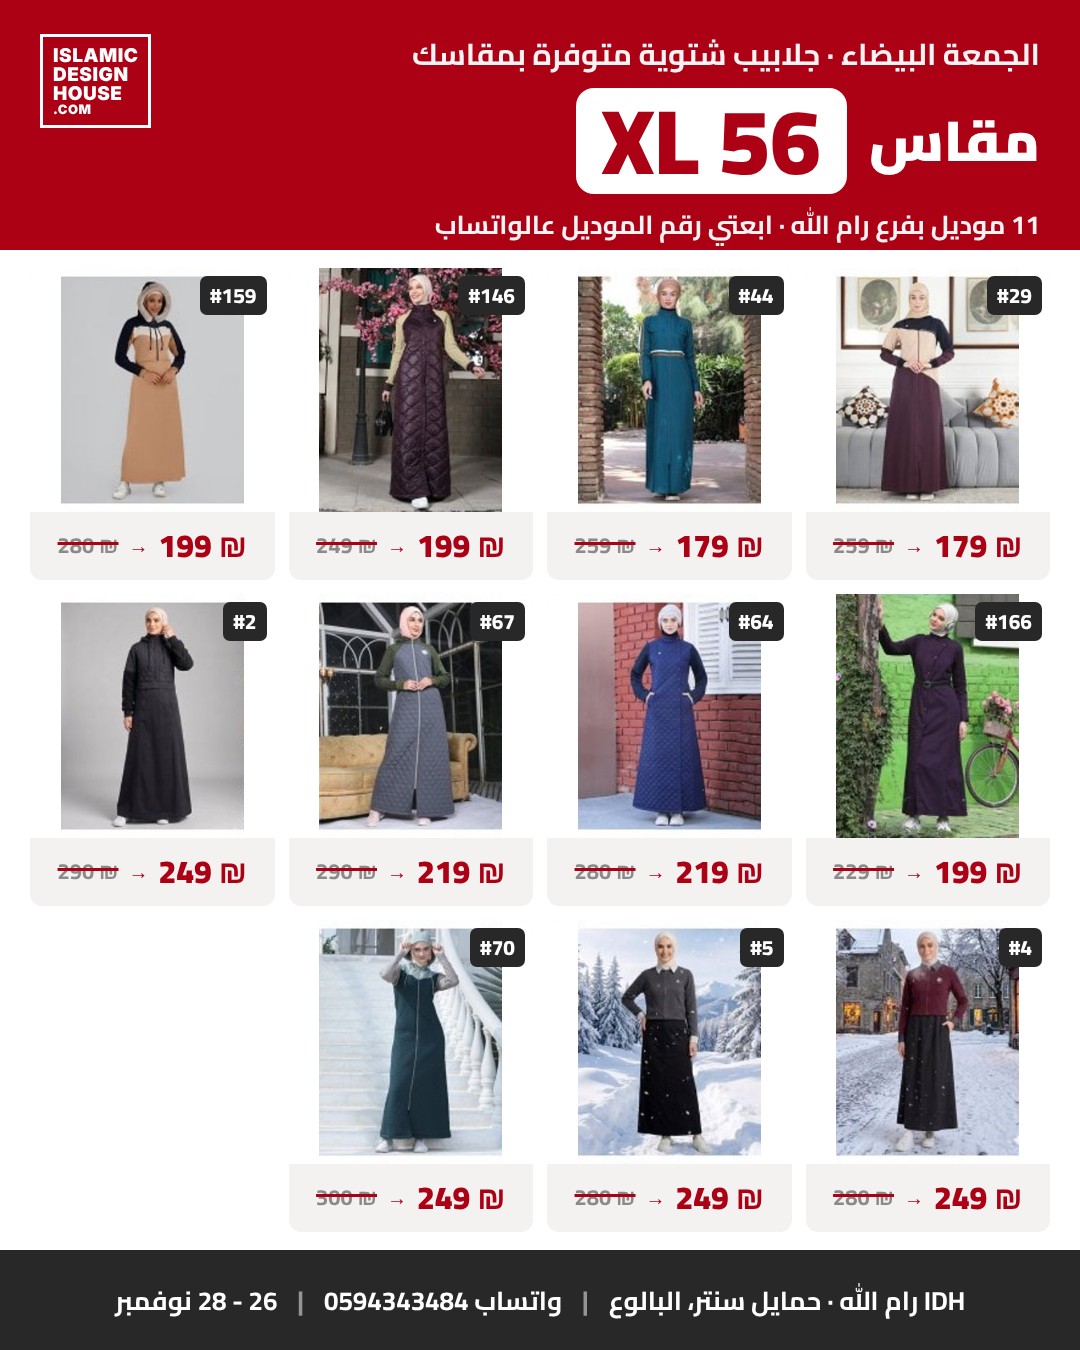 ISLAMIC
DESIGN
HOUSE
.COM
الجمعة البيضاء · جلابيب شتوية متوفرة بمقاسك
مقاس XL 56
11 موديل بفرع رام الله · ابعتي رقم الموديل عالواتساب
#29
259 ₪ → 179 ₪
#44
259 ₪ → 179 ₪
#146
249 ₪ → 199 ₪
#159
280 ₪ → 199 ₪
#166
229 ₪ → 199 ₪
#64
280 ₪ → 219 ₪
#67
290 ₪ → 219 ₪
#2
290 ₪ → 249 ₪
#4
280 ₪ → 249 ₪
#5
280 ₪ → 249 ₪
#70
300 ₪ → 249 ₪
IDH رام الله · حمايل سنتر، البالوع | واتساب 0594343484 | 26 - 28 نوفمبر